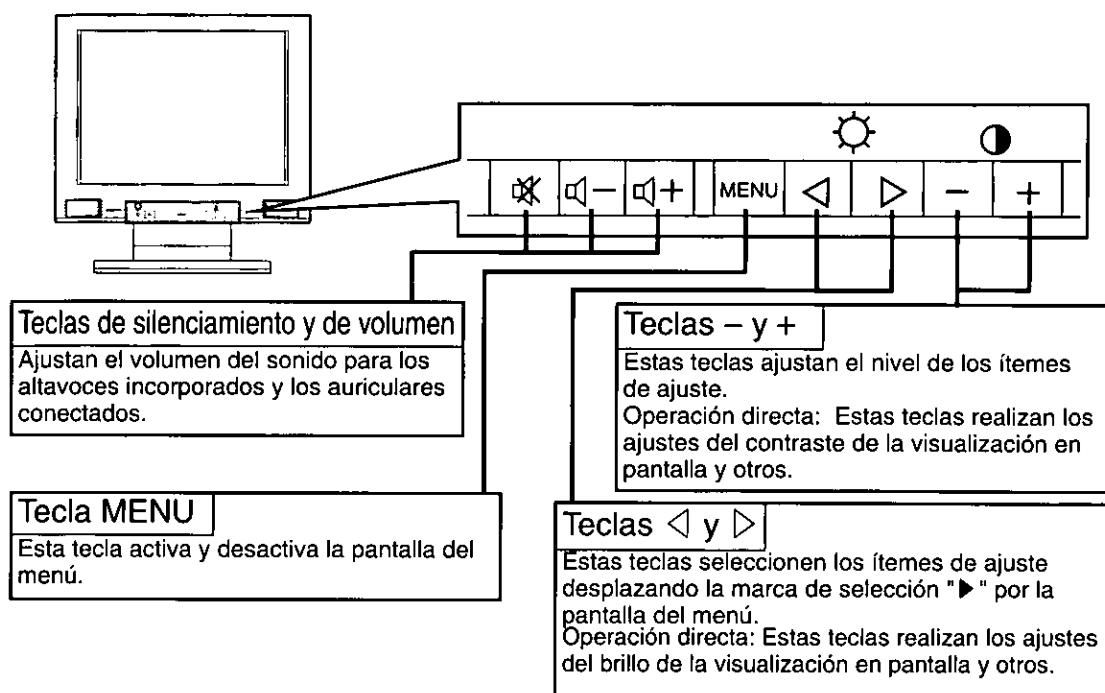 MENU ◁ ▷ − +
Teclas de silenciamiento y de volumen
Ajustan el volumen del sonido para los
altavoces incorporados y los auriculares
conectados.
Teclas – y +
Estas teclas ajustan el nivel de los ítemes
de ajuste.
Operación directa: Estas teclas realizan los
ajustes del contraste de la visualización en
pantalla y otros.
Tecla MENU
Esta tecla activa y desactiva la pantalla del
menú.
Teclas ◁ y ▷
Estas teclas seleccionen los ítemes de ajuste
desplazando la marca de selección "▶" por la
pantalla del menú.
Operación directa: Estas teclas realizan los ajustes
del brillo de la visualización en pantalla y otros.